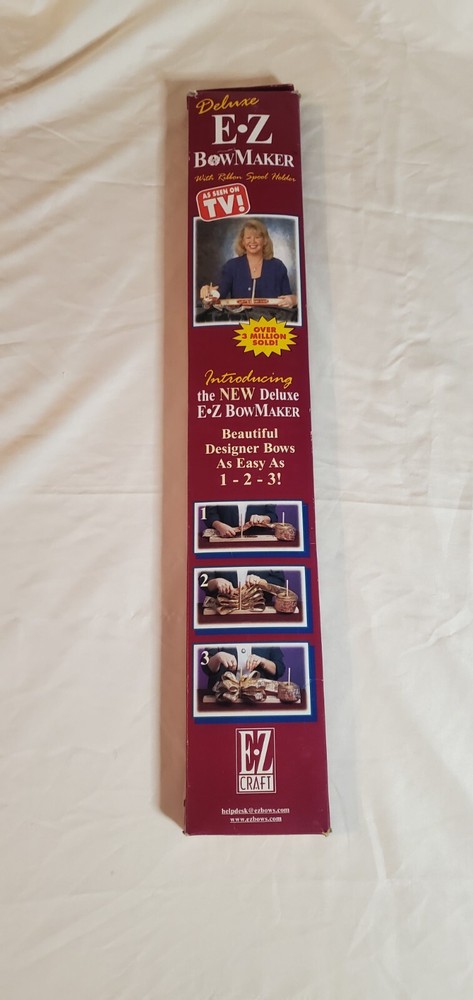 Deluxe
E•Z
BOWMAKER
With Ribbon Spool Holder
AS SEEN ON
TV!
OVER
3 MILLION
SOLD!
Introducing
the NEW Deluxe
E•Z BOWMAKER
Beautiful
Designer Bows
As Easy As
1 - 2 - 3!
1
2
3
E•Z
CRAFT
helpdesk@ezbows.com
www.ezbows.com